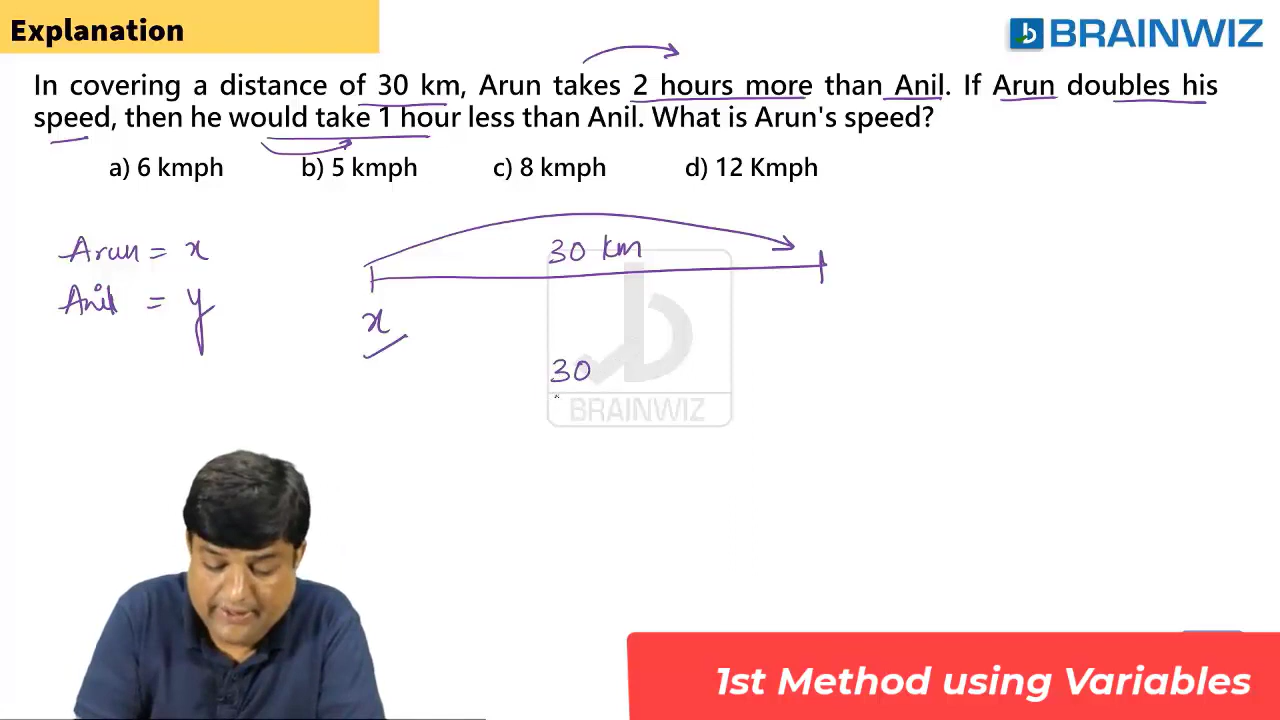 Explanation
BRAINWIZ
In covering a distance of 30 km, Arun takes 2 hours more than Anil. If Arun doubles his
speed, then he would take 1 hour less than Anil. What is Arun's speed?
a) 6 kmph b) 5 kmph c) 8 kmph d) 12 Kmph
Arun = x
30 km
Anil = y
x
30
BRAINWIZ
1st Method using Variables